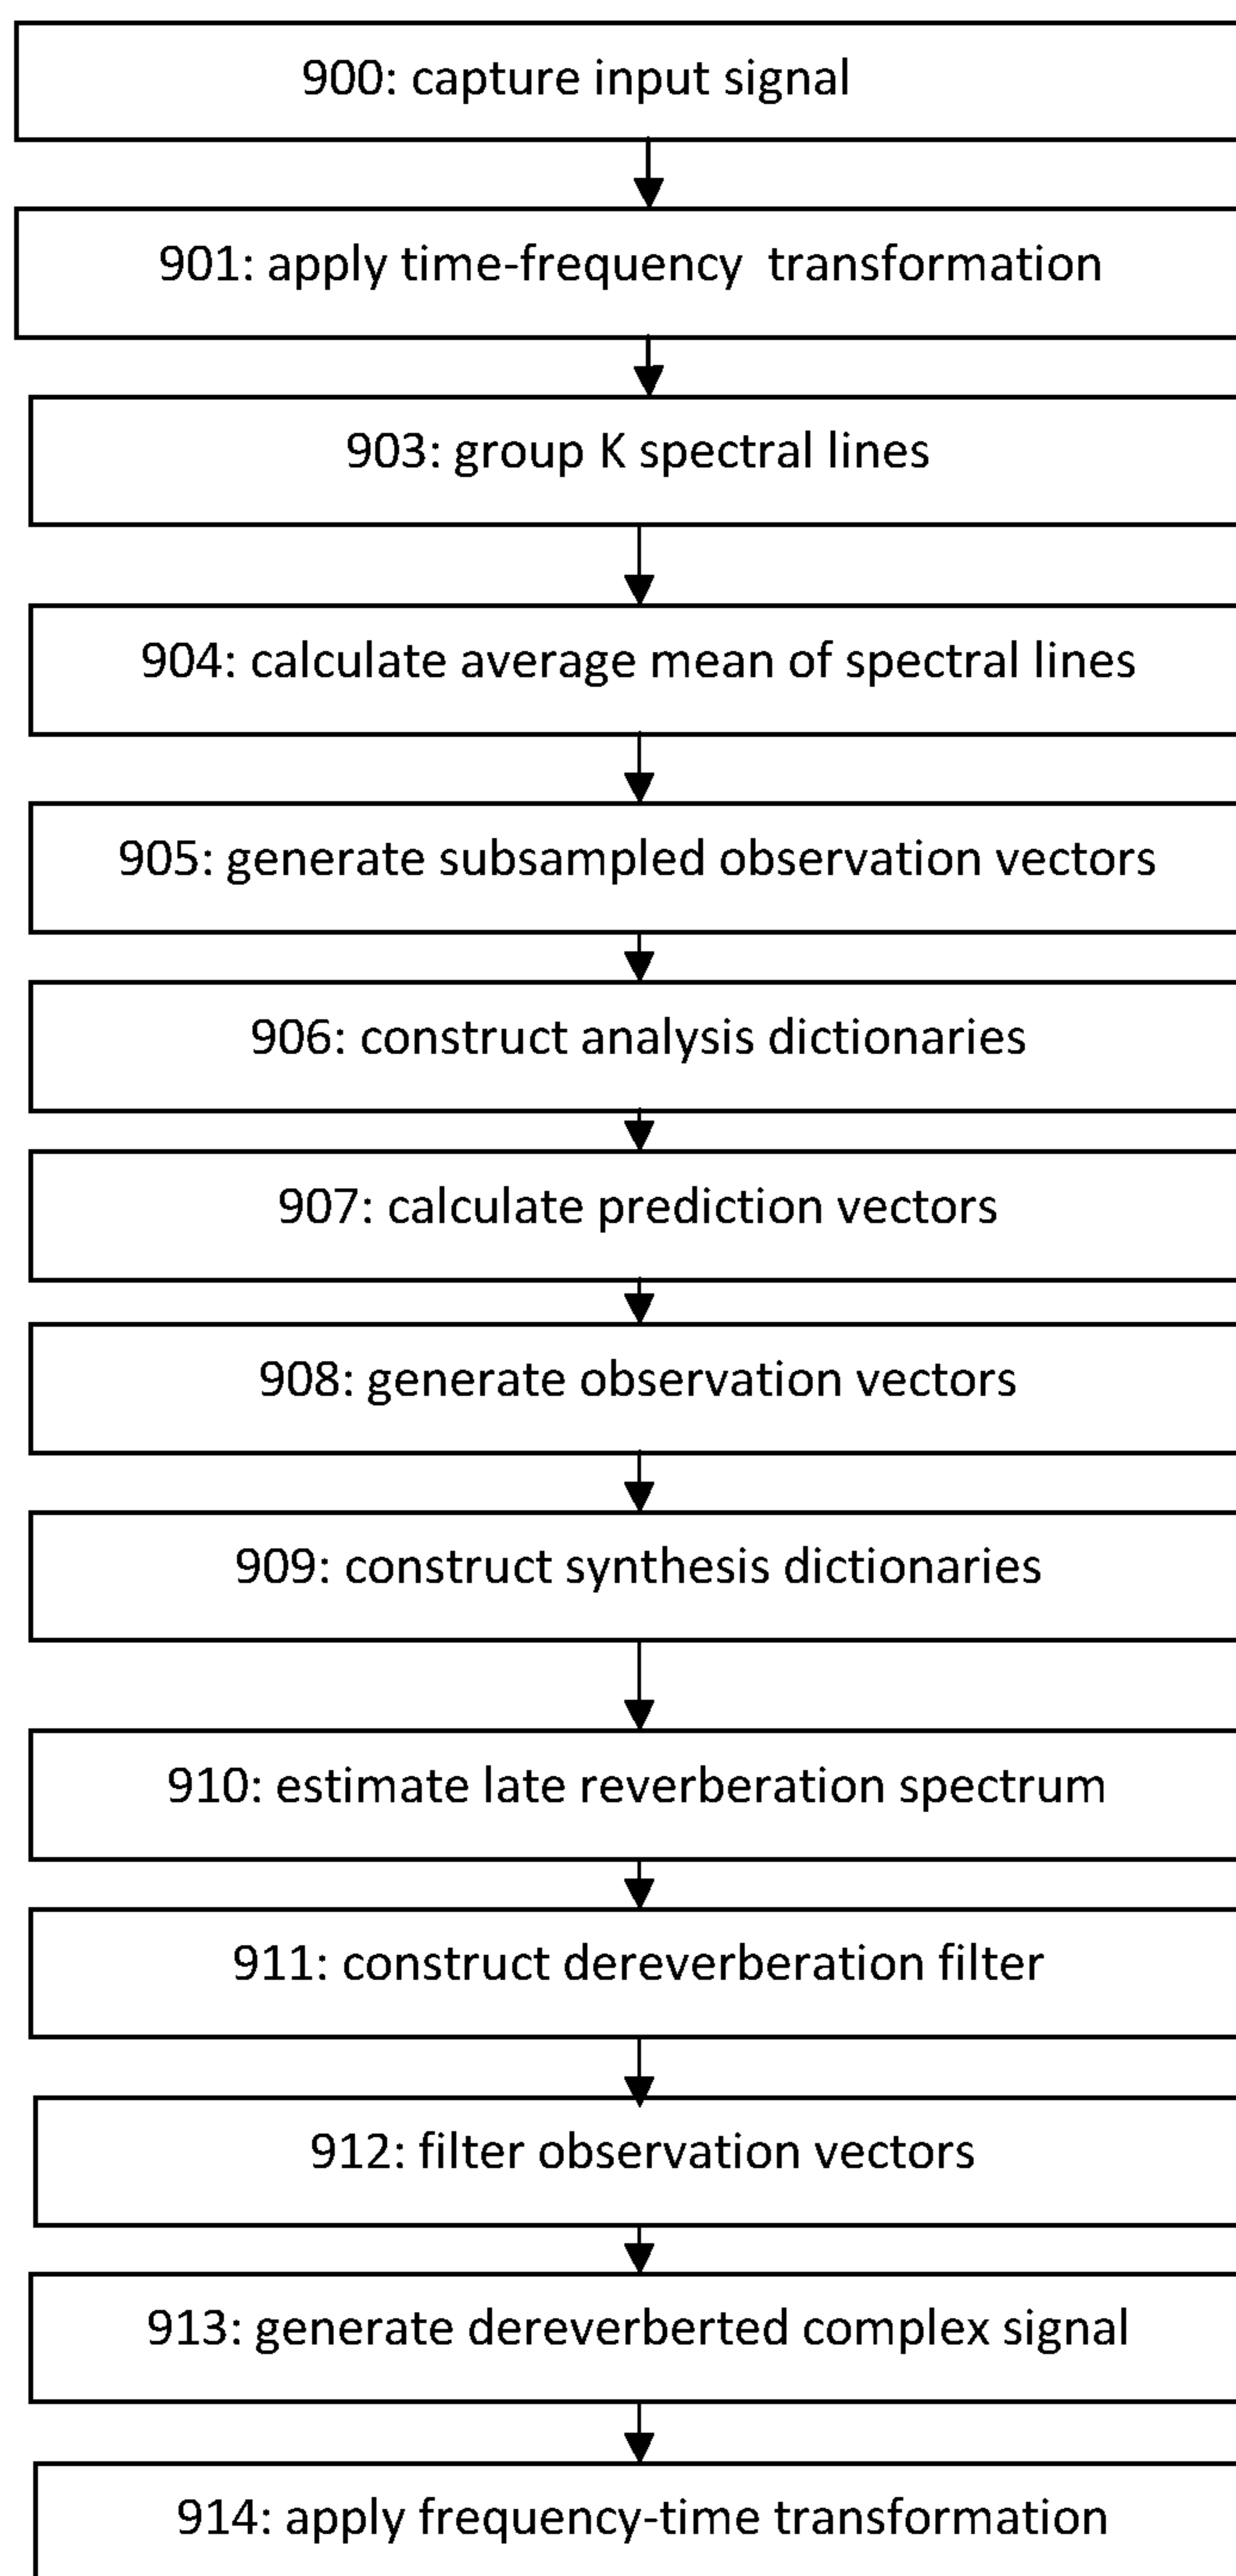 900: capture input signal
901: apply time-frequency transformation
903: group K spectral lines
904: calculate average mean of spectral lines
905: generate subsampled observation vectors
906: construct analysis dictionaries
907: calculate prediction vectors
908: generate observation vectors
909: construct synthesis dictionaries
910: estimate late reverberation spectrum
911: construct dereverberation filter
912: filter observation vectors
913: generate dereverberted complex signal
914: apply frequency-time transformation